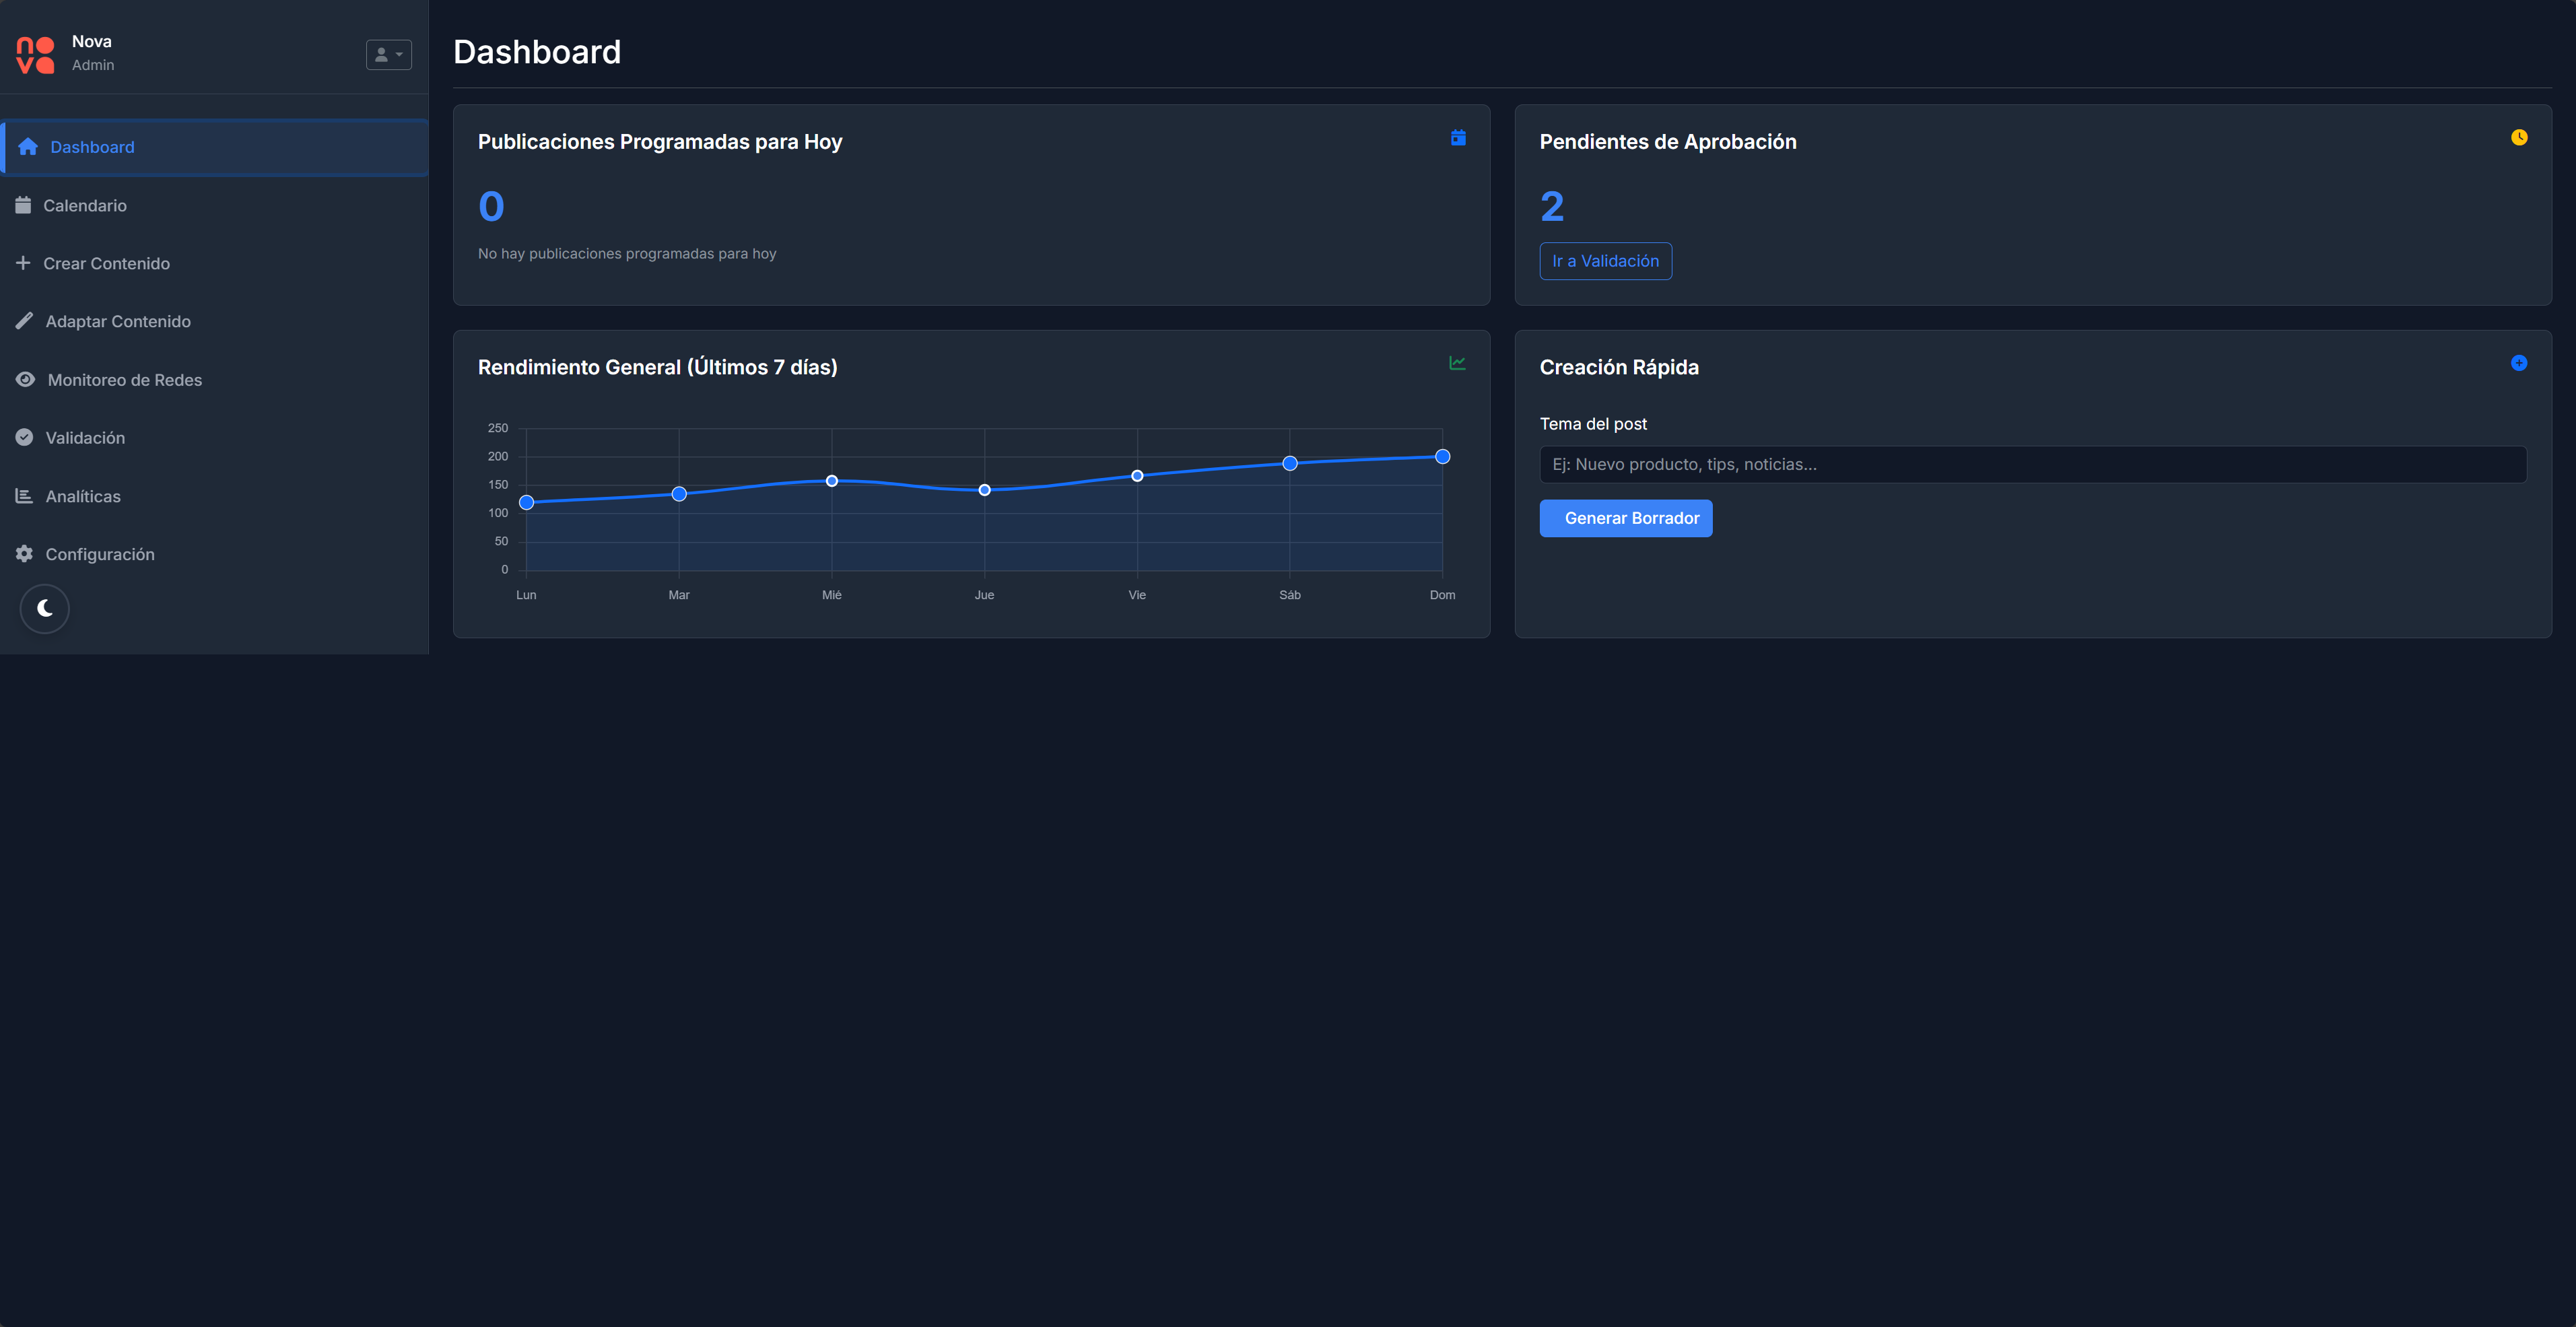 nova
Nova
Admin
Dashboard
Calendario
Crear Contenido
Adaptar Contenido
Monitoreo de Redes
Validación
Analíticas
Configuración
Dashboard
Publicaciones Programadas para Hoy
0
No hay publicaciones programadas para hoy
Pendientes de Aprobación
2
Ir a Validación
Rendimiento General (Últimos 7 días)
250
200
150
100
50
0
Lun Mar Mié Jue Vie Sáb Dom
Creación Rápida
Tema del post
Ej: Nuevo producto, tips, noticias...
Generar Borrador